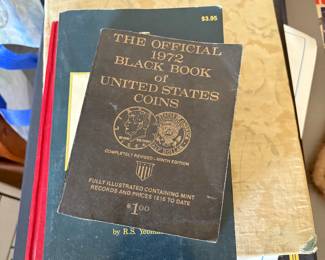 $3.95
THE OFFICIAL
1972
BLACK BOOK
of
UNITED STATES
COINS
COMPLETELY REVISED - NINTH EDITION
FULLY ILLUSTRATED CONTAINING MINT
RECORDS AND PRICES 1616 TO DATE
$1.00
by R.S. Yeoman